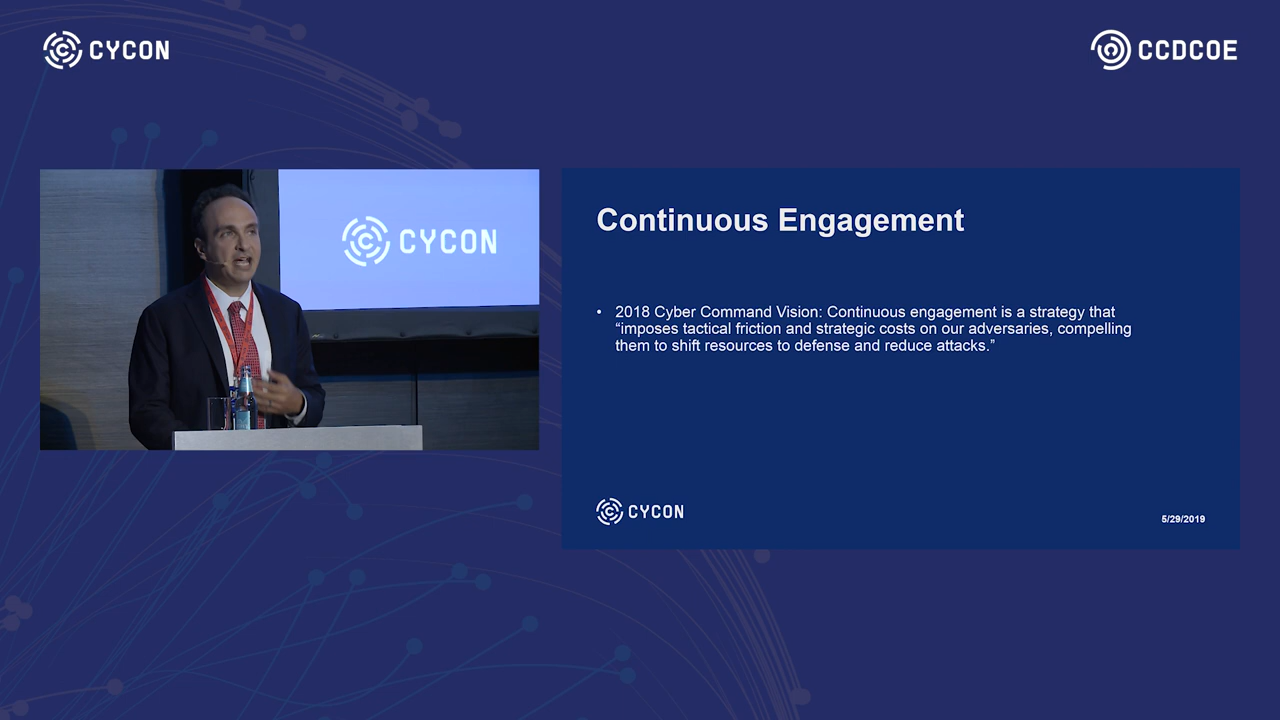 CYCON
CCDCOE
CYCON
Continuous Engagement
• 2018 Cyber Command Vision: Continuous engagement is a strategy that
“imposes tactical friction and strategic costs on our adversaries, compelling
them to shift resources to defense and reduce attacks.”
CYCON
5/29/2019